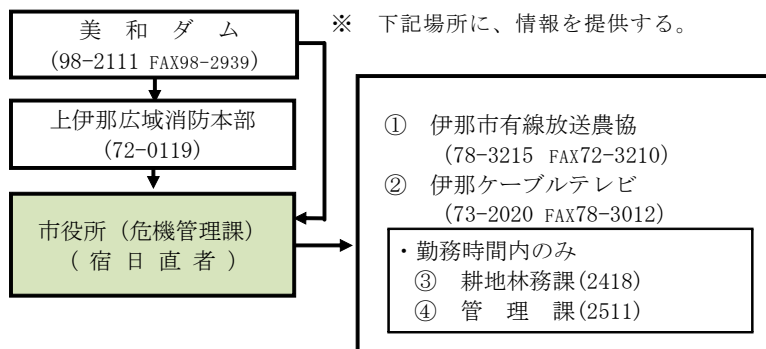 美 和 ダ ム
(98-2111 FAX98-2939)
※ 下記場所に、情報を提供する。
上伊那広域消防本部
(72-0119)
市役所（危機管理課）
( 宿 日 直 者 )
① 伊那市有線放送農協
(78-3215 FAX72-3210)
② 伊那ケーブルテレビ
(73-2020 FAX78-3012)
・勤務時間内のみ
③ 耕地林務課(2418)
④ 管 理 課(2511)